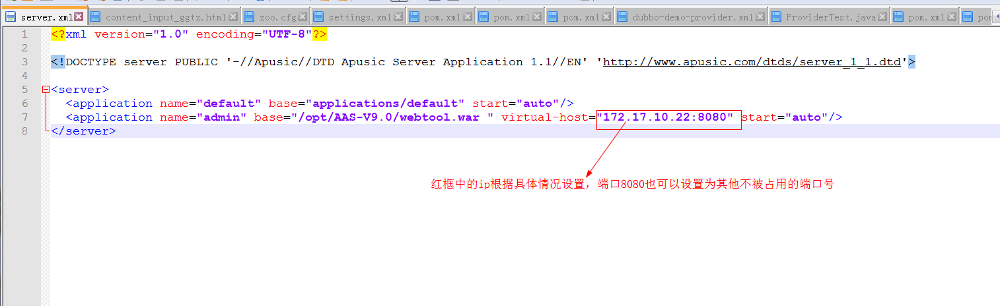 server.xml content_input_ggtz.html zoo.cfg settings.xml pom.xml pom.xml pom.xml dubbo-demo-provider.xml ProviderTest.java pom.xml pom
1 <?xml version="1.0" encoding="UTF-8"?>
2
3 <!DOCTYPE server PUBLIC '-//Apusic//DTD Apusic Server Application 1.1//EN' 'http://www.apusic.com/dtds/server_1_1.dtd'>
4
5 <server>
6 <application name="default" base="applications/default" start="auto"/>
7 <application name="admin" base="/opt/AAS-V9.0/webtool.war " virtual-host="172.17.10.22:8080" start="auto"/>
8 </server>
红框中的ip根据具体情况设置，端口8080也可以设置为其他不被占用的端口号